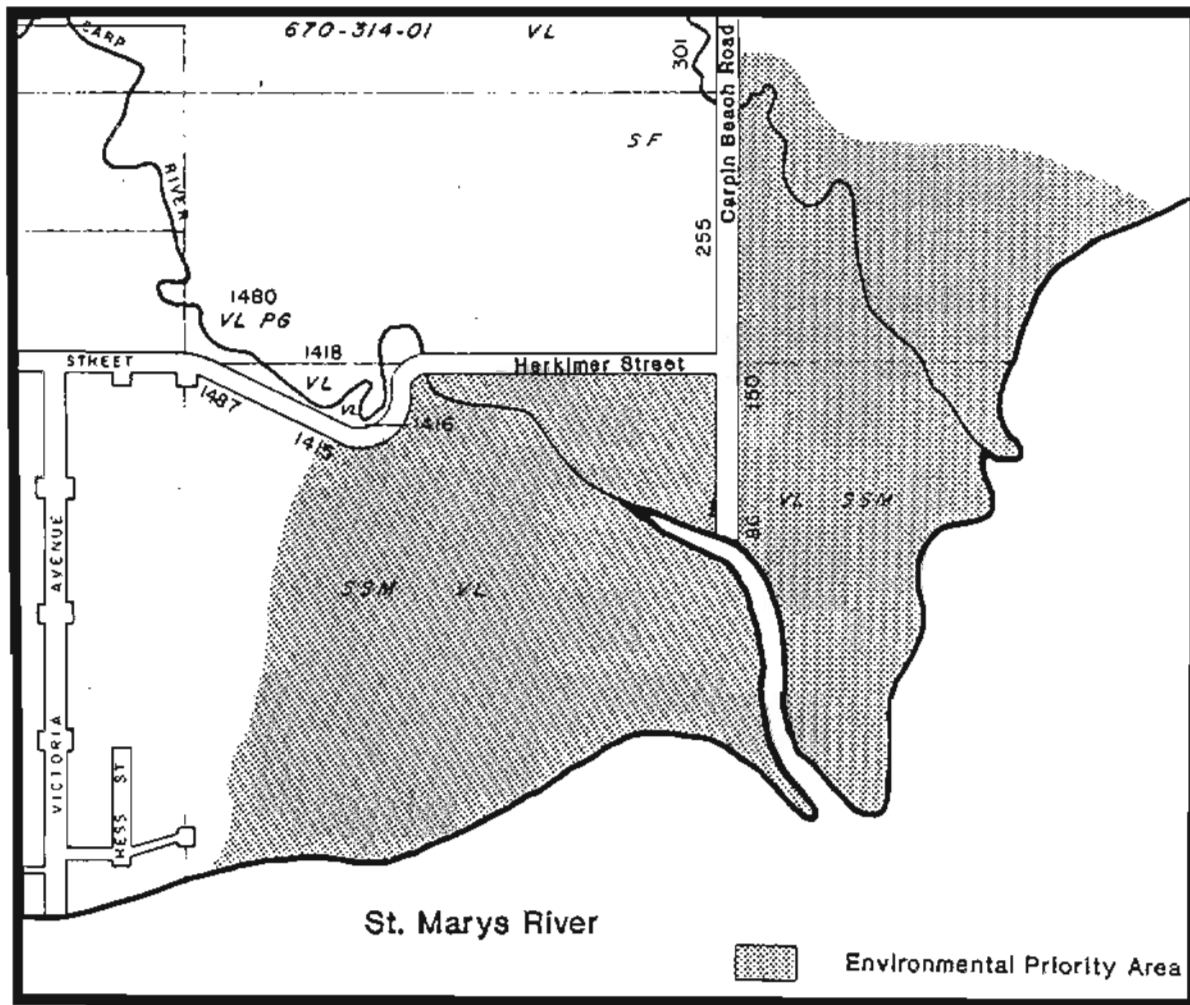 CARP
670-314-01 VL
301
Carpin Beach Road
SF
RIVER
255
1480
VL PG
1418
STREET
Herkimer Street
VL
VL
1487
1416
1415
150
VL SSM
86
AVENUE
SSM VL
VICTORIA
HESS ST
St. Marys River
Environmental Priority Area